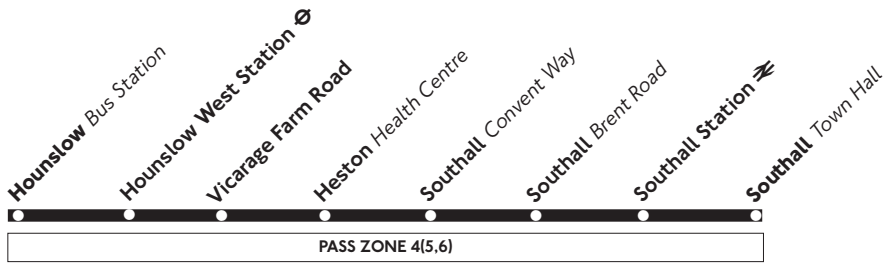 Hounslow Bus Station
Hounslow West Station
Vicarage Farm Road
Heston Health Centre
Southall Convent Way
Southall Brent Road
Southall Station
Southall Town Hall
PASS ZONE 4(5,6)